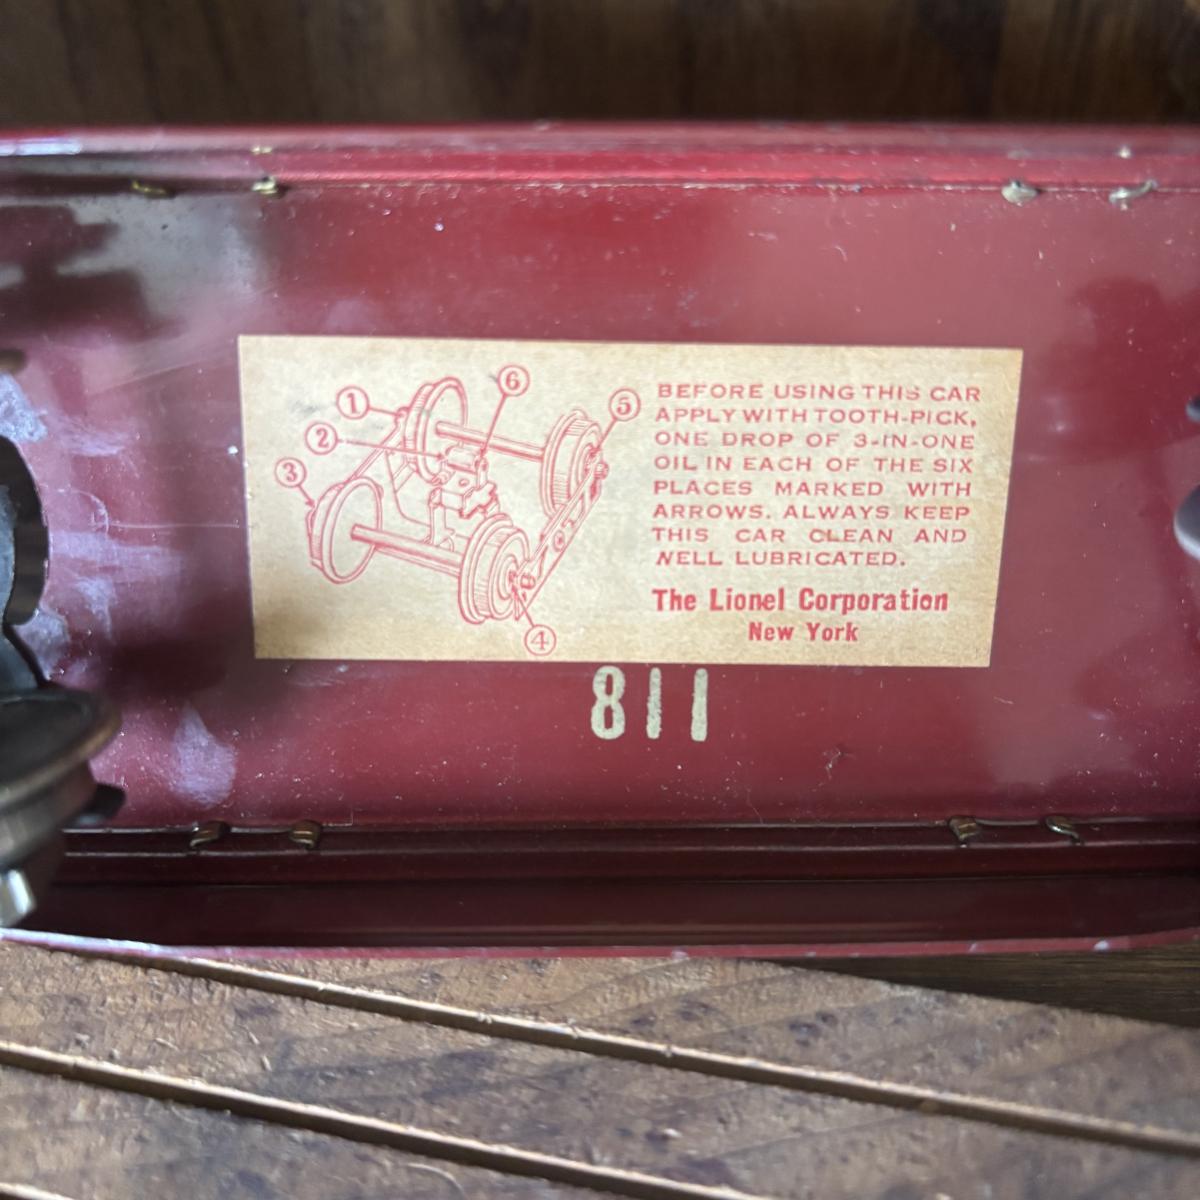 1
2
3
6
5
4
BEFORE USING THIS CAR
APPLY WITH TOOTH-PICK,
ONE DROP OF 3-IN-ONE
OIL IN EACH OF THE SIX
PLACES MARKED WITH
ARROWS. ALWAYS KEEP
THIS CAR CLEAN AND
WELL LUBRICATED.
The Lionel Corporation
New York
811